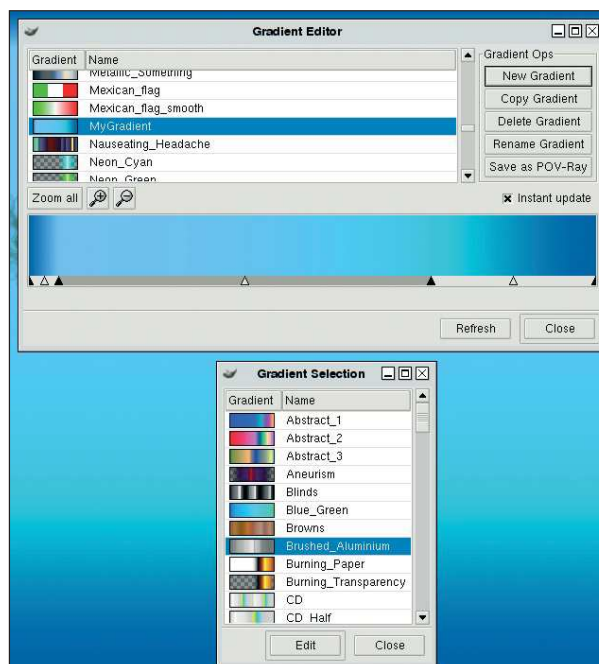 Gradient Editor
Gradient Name
Metallic_Something
Mexican_flag
Mexican_flag_smooth
MyGradient
Nauseating_Headache
Neon_Cyan
Neon_Green
Gradient Ops
New Gradient
Copy Gradient
Delete Gradient
Rename Gradient
Save as POV-Ray
Zoom all
Instant update
Refresh Close
Gradient Selection
Gradient Name
Abstract_1
Abstract_2
Abstract_3
Aneurism
Blinds
Blue_Green
Browns
Brushed_Aluminium
Burning_Paper
Burning_Transparency
CD
CD_Half
Edit Close